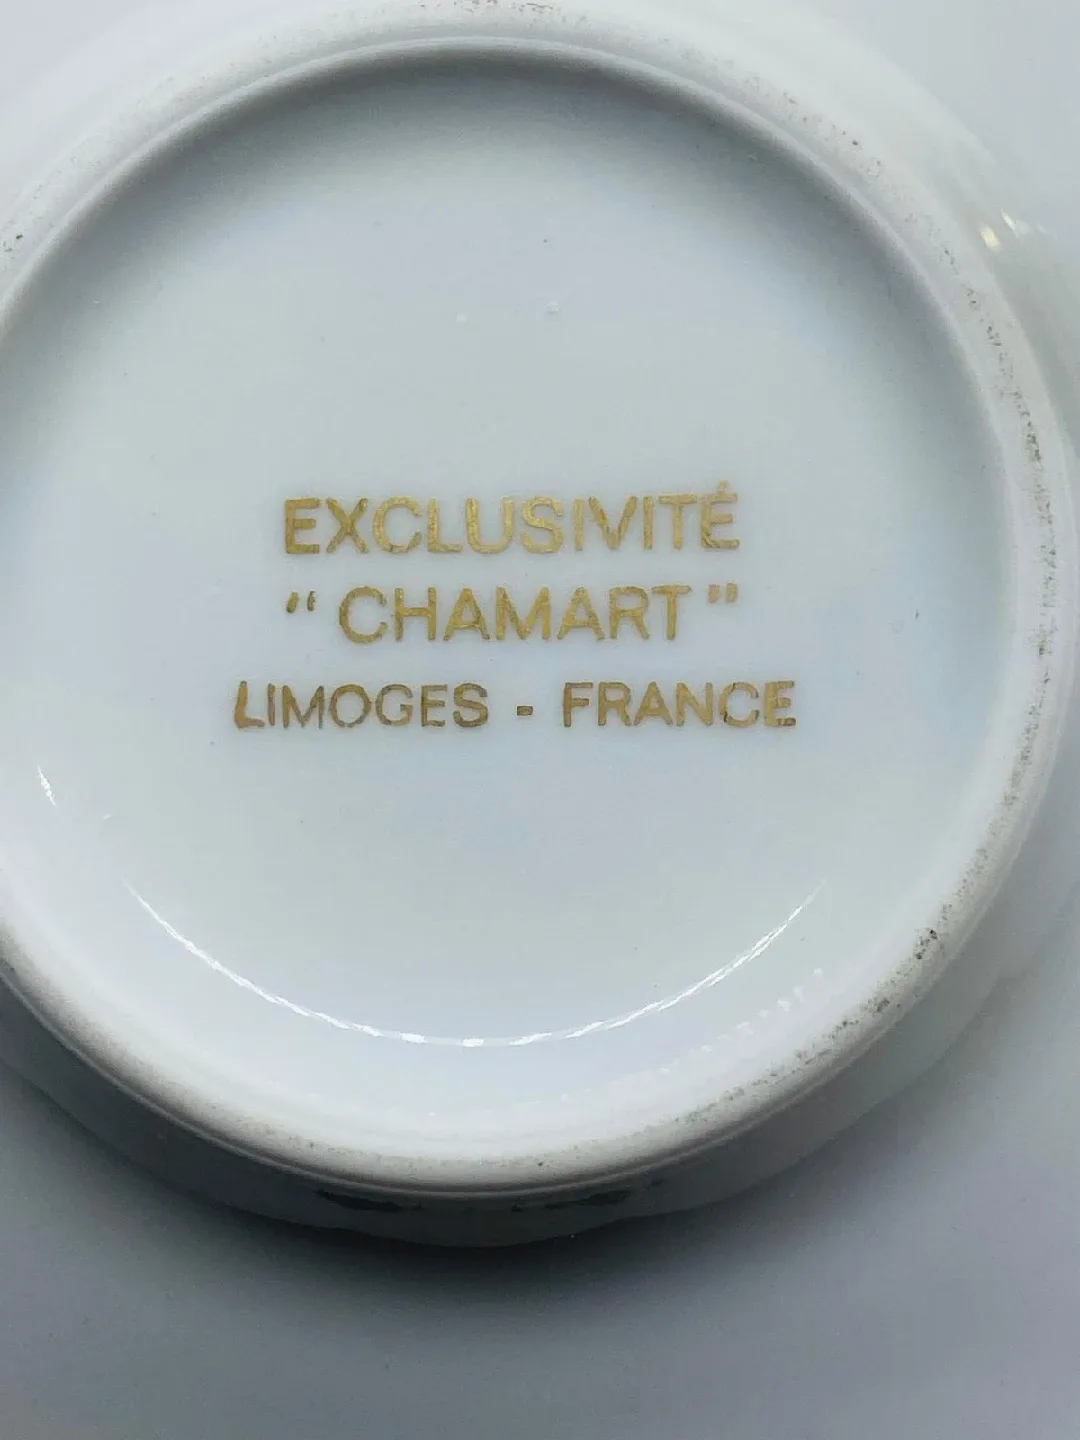 EXCLUSIVITÉ
"CHAMART"
LIMOGES - FRANCE